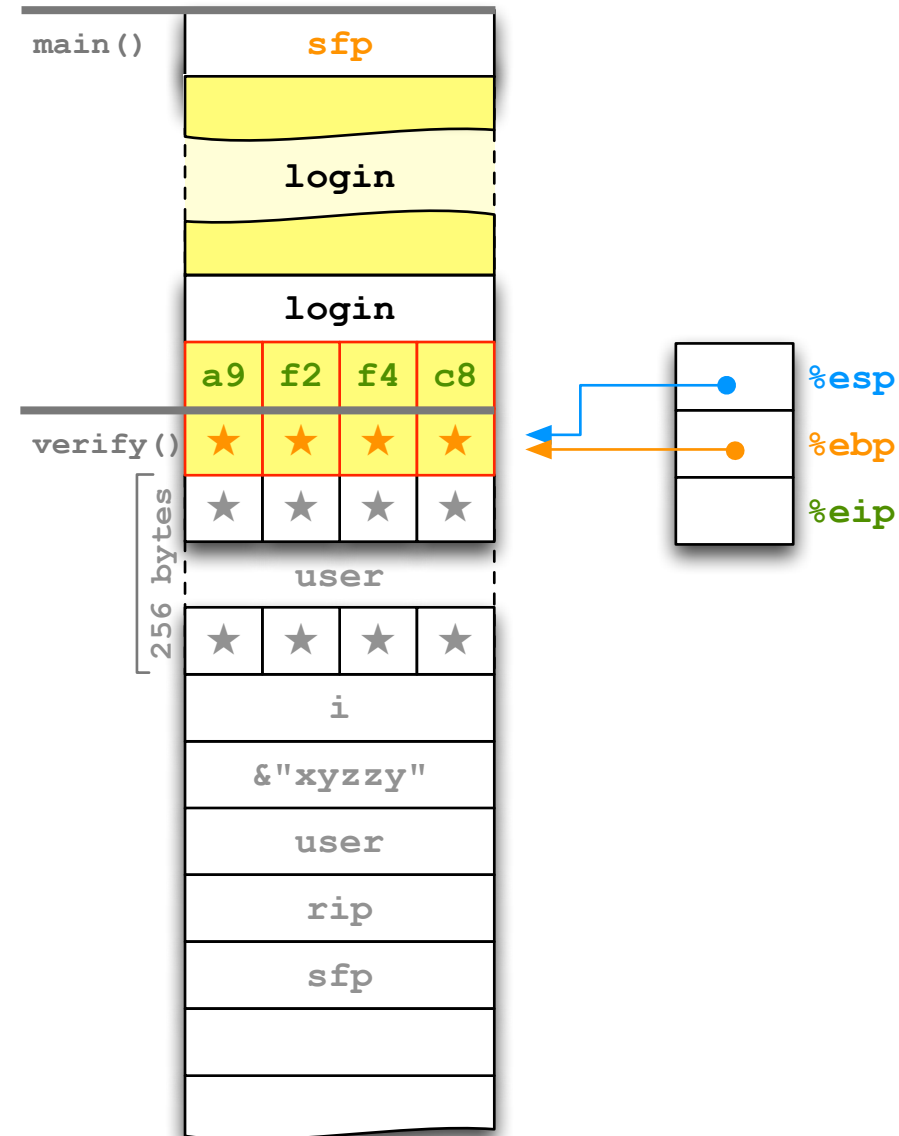 main() sfp
login
login
a9 f2 f4 c8 %esp
verify() ★ ★ ★ ★ %ebp
★ ★ ★ ★ %eip
256 bytes
user
★ ★ ★ ★
i
&"xyzzy"
user
rip
sfp